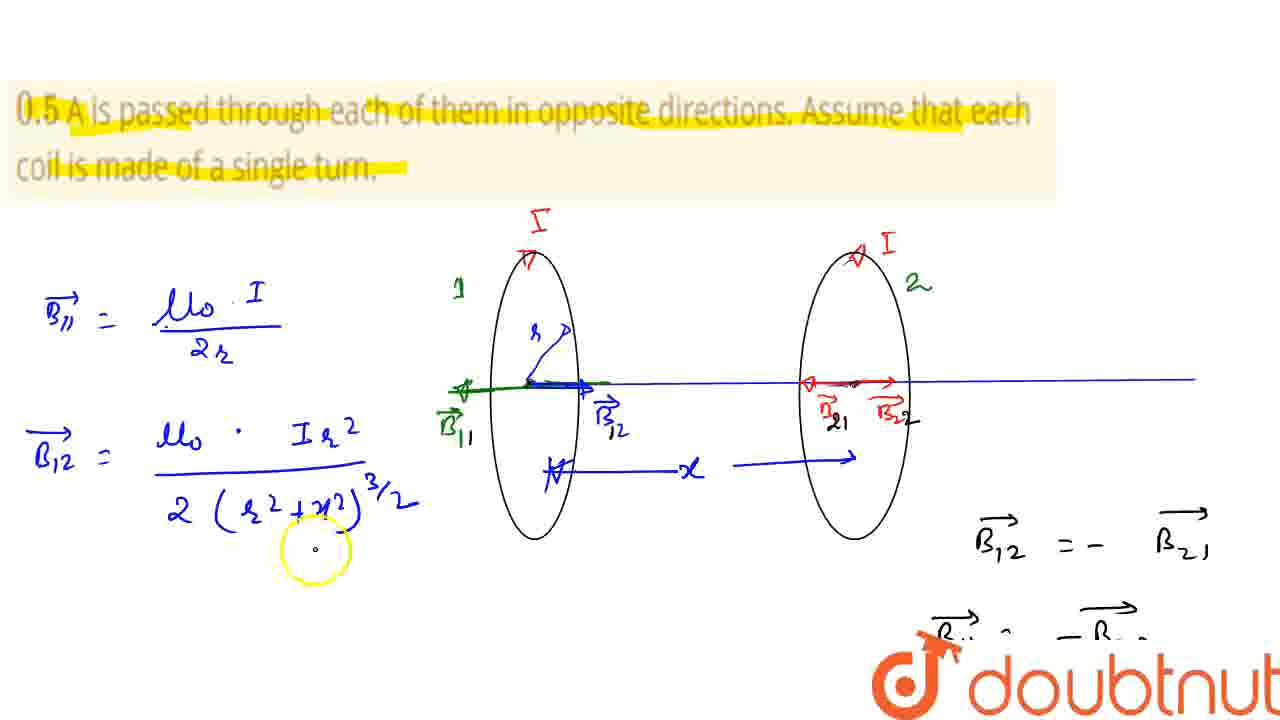 0.5 A is passed through each of them in opposite directions. Assume that each
coil is made of a single turn.
I
I
1
2
B₁₁ = μ₀ · I
2r
r
B₁₁
B₁₂
B₂₁
B₂₂
B₁₂ = μ₀ · I r²
2 (r² + x²)^3/2
x
B₁₂ = - B₂₁
doubtnut